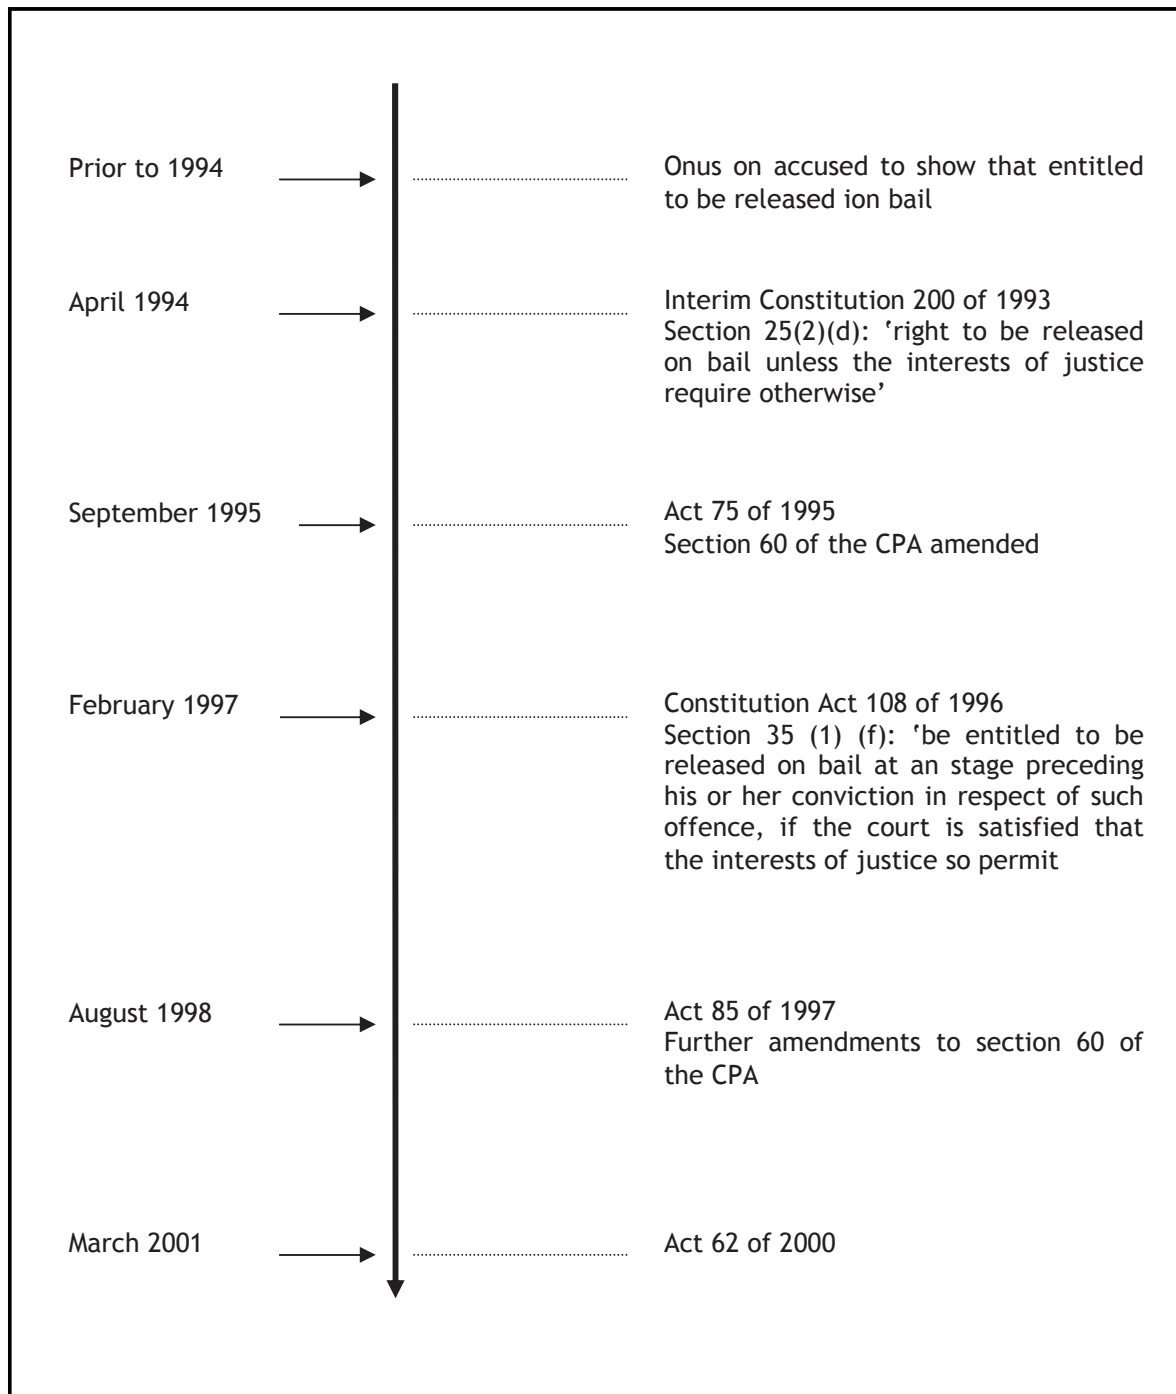 Prior to 1994
Onus on accused to show that entitled
to be released ion bail
April 1994
Interim Constitution 200 of 1993
Section 25(2)(d): ‘right to be released
on bail unless the interests of justice
require otherwise’
September 1995
Act 75 of 1995
Section 60 of the CPA amended
February 1997
Constitution Act 108 of 1996
Section 35 (1) (f): ‘be entitled to be
released on bail at an stage preceding
his or her conviction in respect of such
offence, if the court is satisfied that
the interests of justice so permit
August 1998
Act 85 of 1997
Further amendments to section 60 of
the CPA
March 2001
Act 62 of 2000